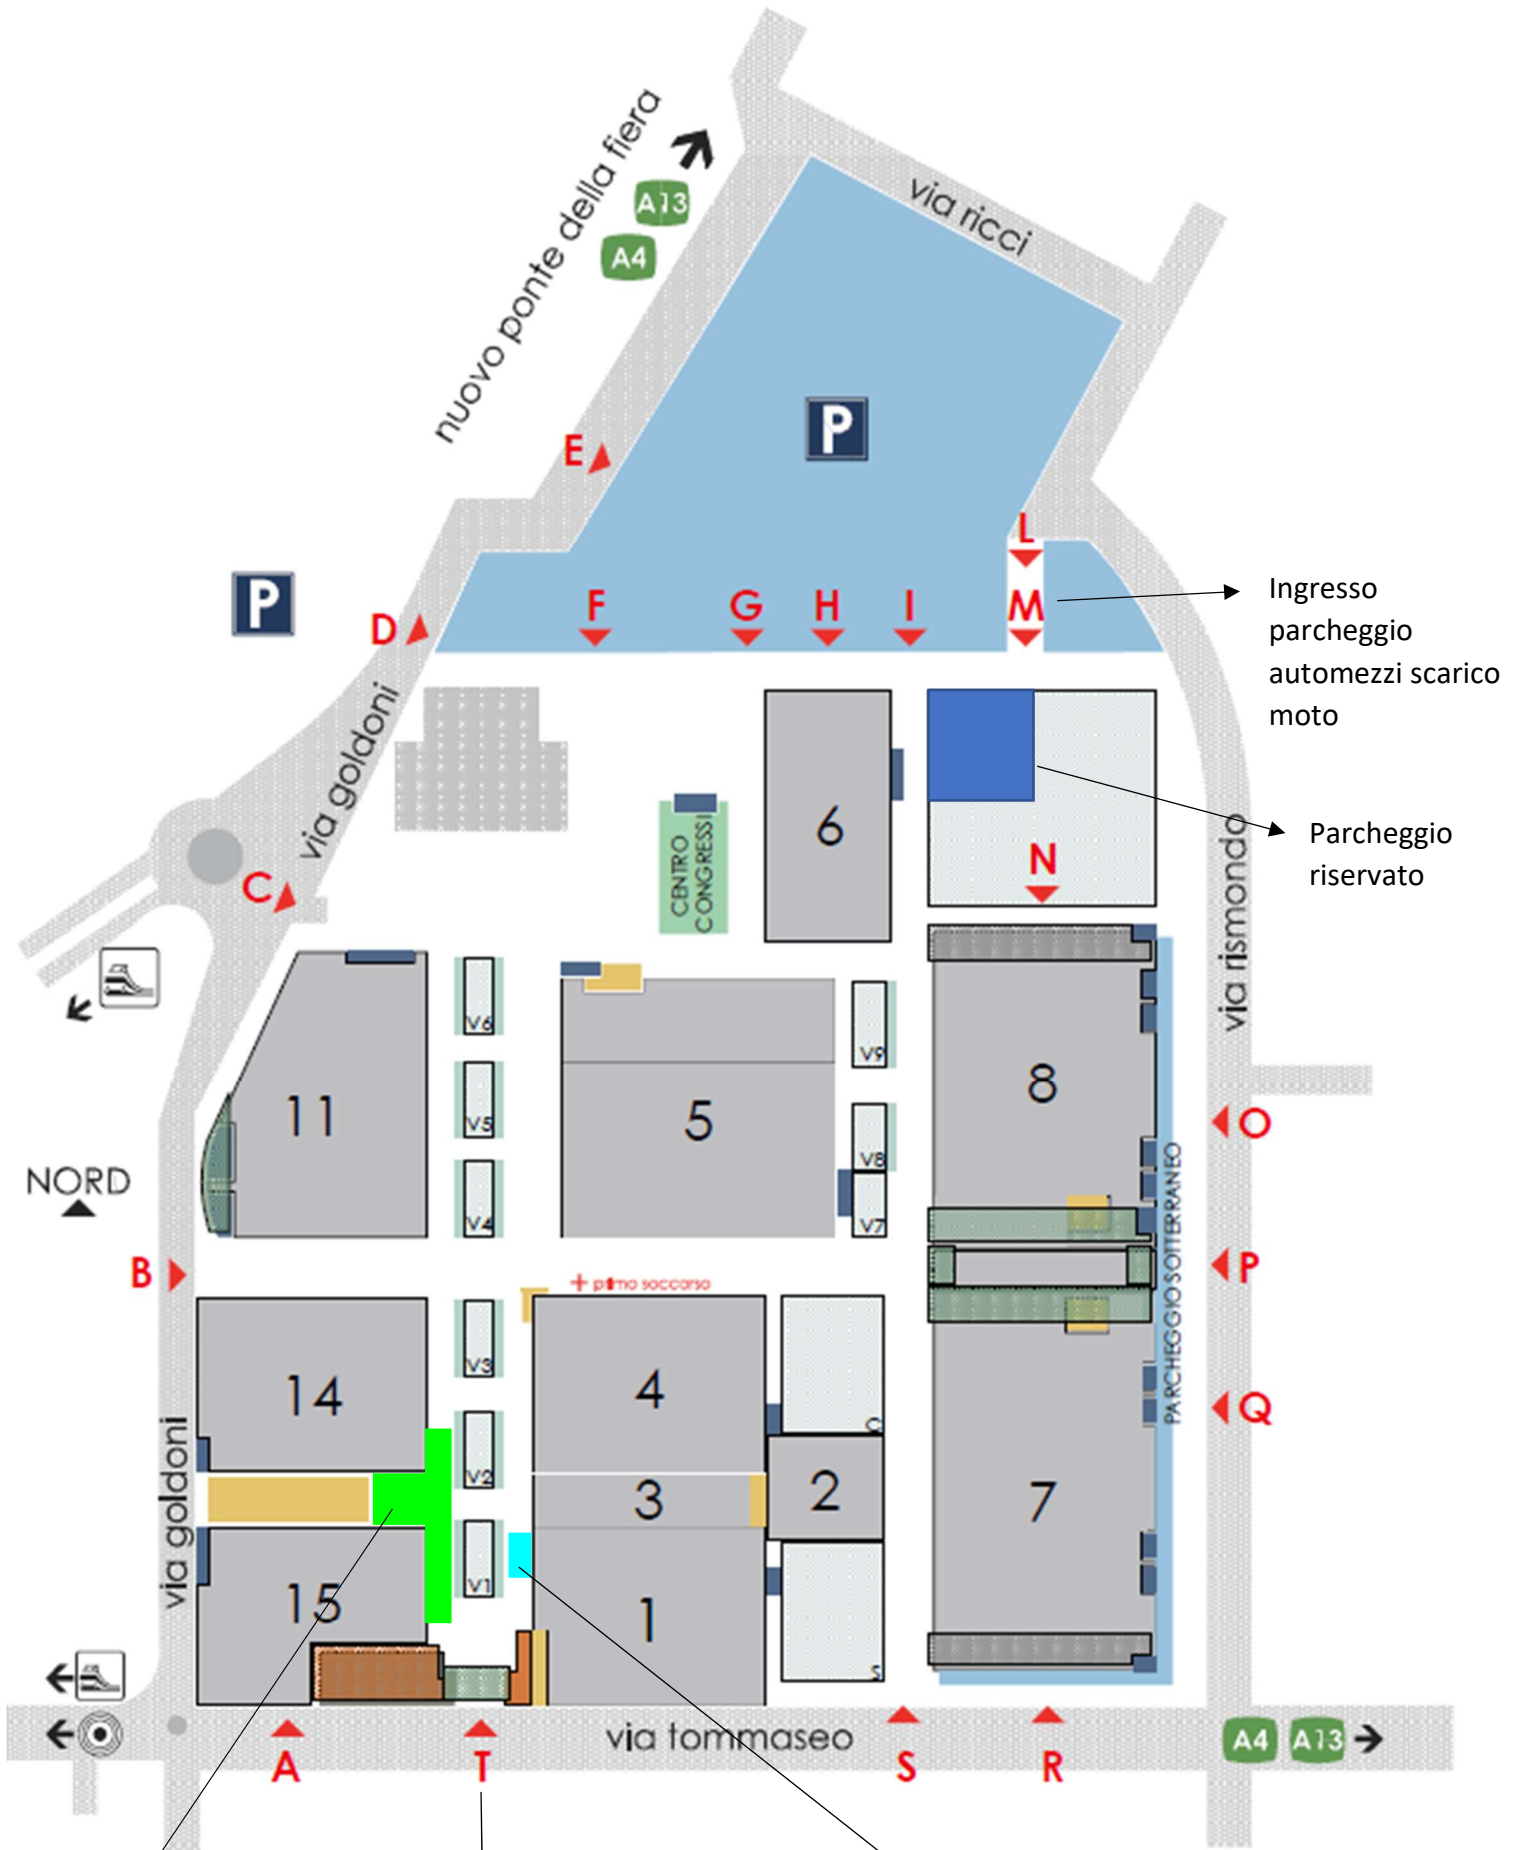 nuovo ponte della fiera
A13
A4
via ricci
P
E
L
P
D
F
G
H
I
M
Ingresso
parcheggio
automezzi scarico
moto
via goldoni
6
CENTRO
CONGRESSI
N
Parcheggio
riservato
C
via rismondo
V6
V9
11
5
8
V5
V8
O
NORD
V4
V7
PARCHEGGIO SOTTERRANEO
B
P
+ primo soccorso
V3
14
4
Q
C
via goldoni
V2
3
2
7
V1
15
1
S
via tommaseo
A4
A13
A
T
S
R